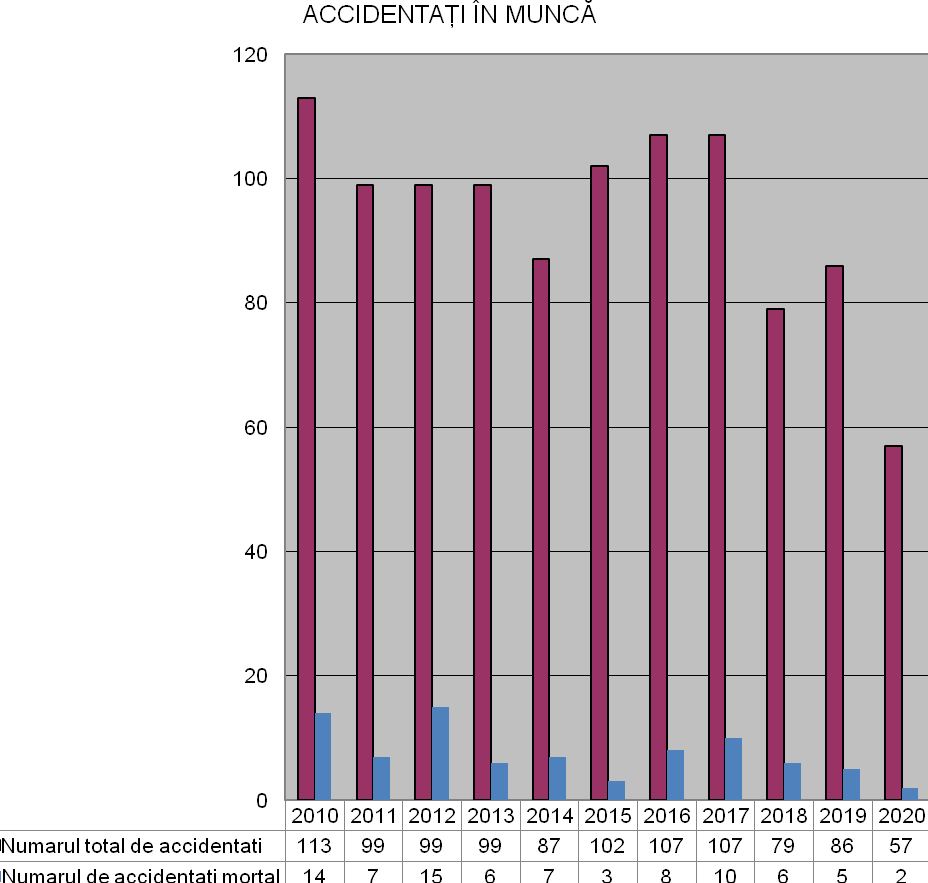 ACCIDENTAȚI ÎN MUNCĂ
120
100
80
60
40
20
0
2010 2011 2012 2013 2014 2015 2016 2017 2018 2019 2020
Numarul total de accidentati 113 99 99 99 87 102 107 107 79 86 57
Numarul de accidentati mortal 14 7 15 6 7 3 8 10 6 5 2